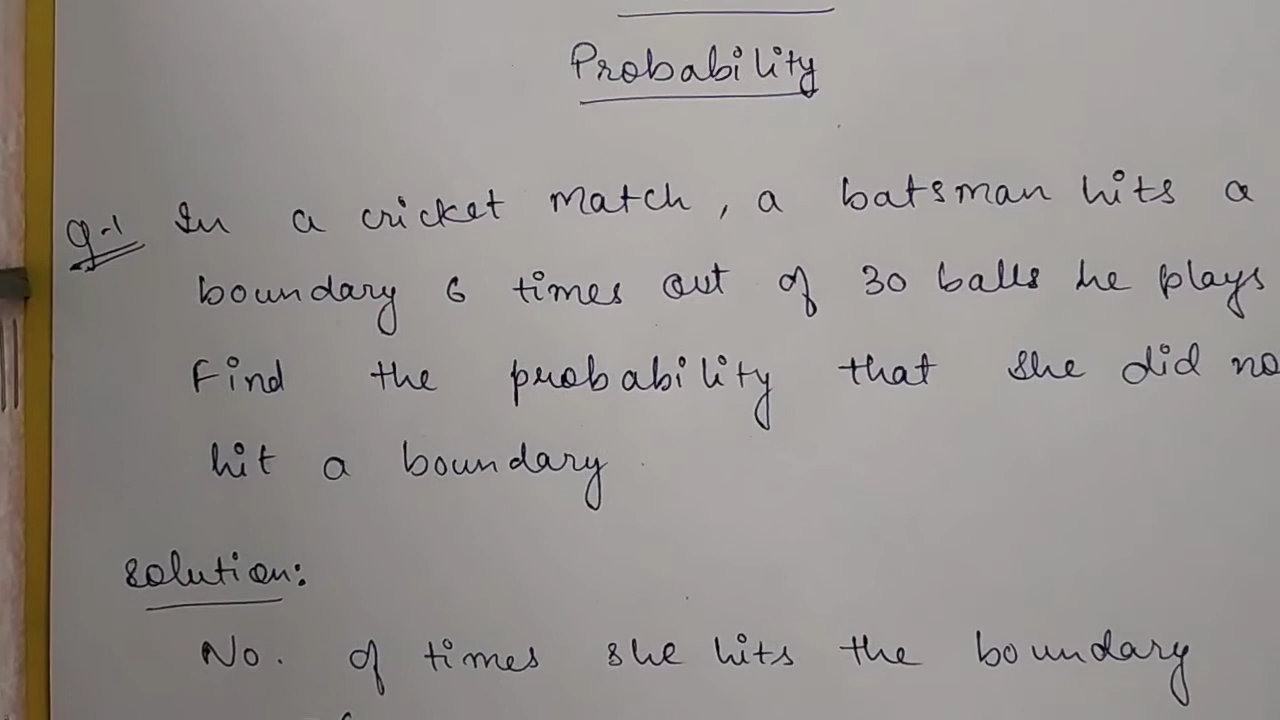 Probability
Q-1 In a cricket match, a batsman hits a
boundary 6 times out of 30 balls he plays
Find the probability that she did no
hit a boundary
Solution:
No. of times she hits the boundary